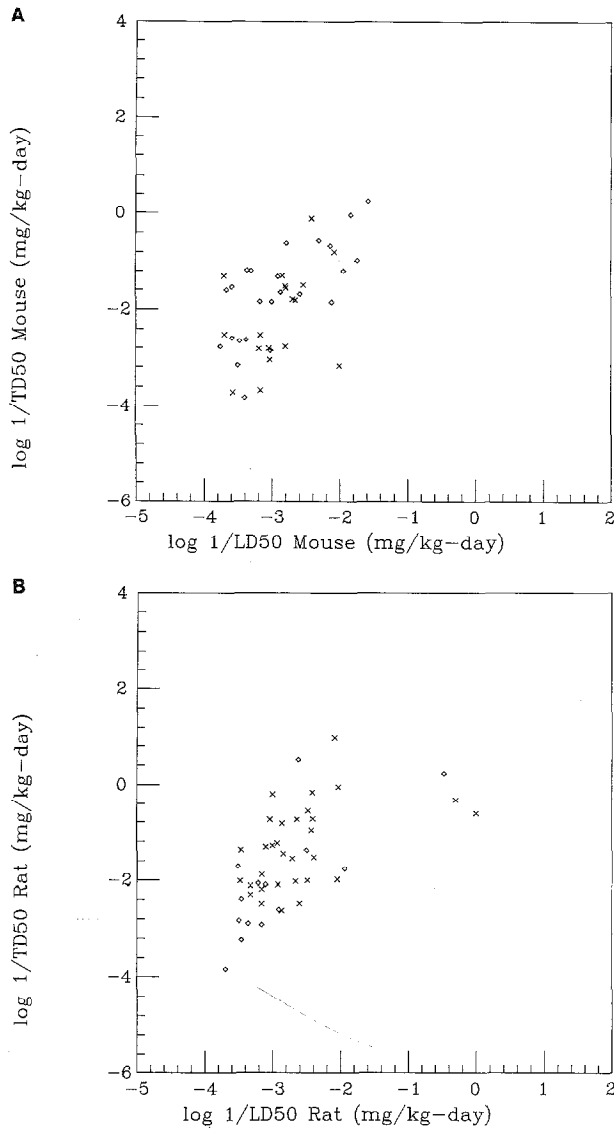 A
4
2
0
−2
−4
−6
log 1/TD50 Mouse (mg/kg−day)
−5 −4 −3 −2 −1 0 1 2
log 1/LD50 Mouse (mg/kg−day)
B
4
2
0
−2
−4
−6
log 1/TD50 Rat (mg/kg−day)
−5 −4 −3 −2 −1 0 1 2
log 1/LD50 Rat (mg/kg−day)